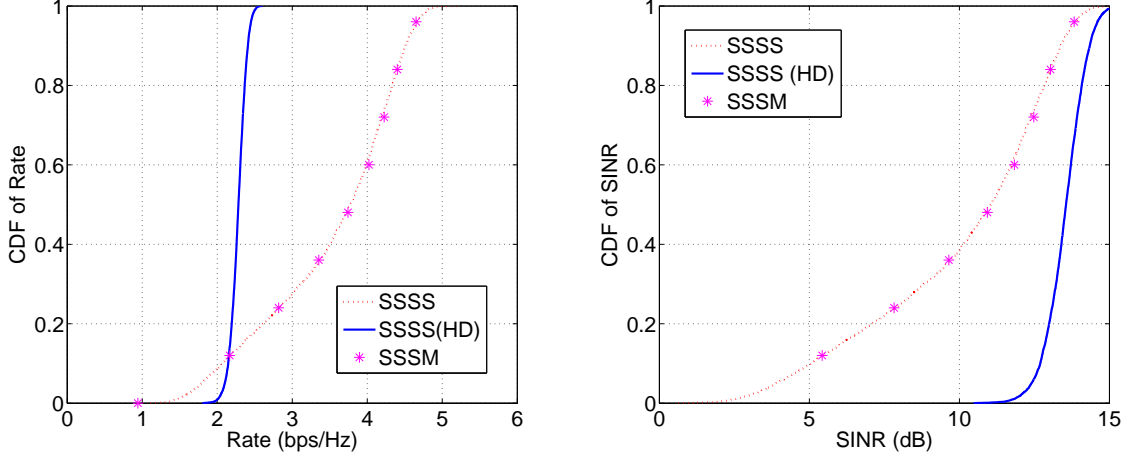 1
0.8
0.6
0.4
0.2
0
CDF of Rate
0 1 2 3 4 5 6
Rate (bps/Hz)
SSSS
SSSS(HD)
SSSM
1
0.8
0.6
0.4
0.2
0
CDF of SINR
0 5 10 15
SINR (dB)
SSSS
SSSS (HD)
SSSM